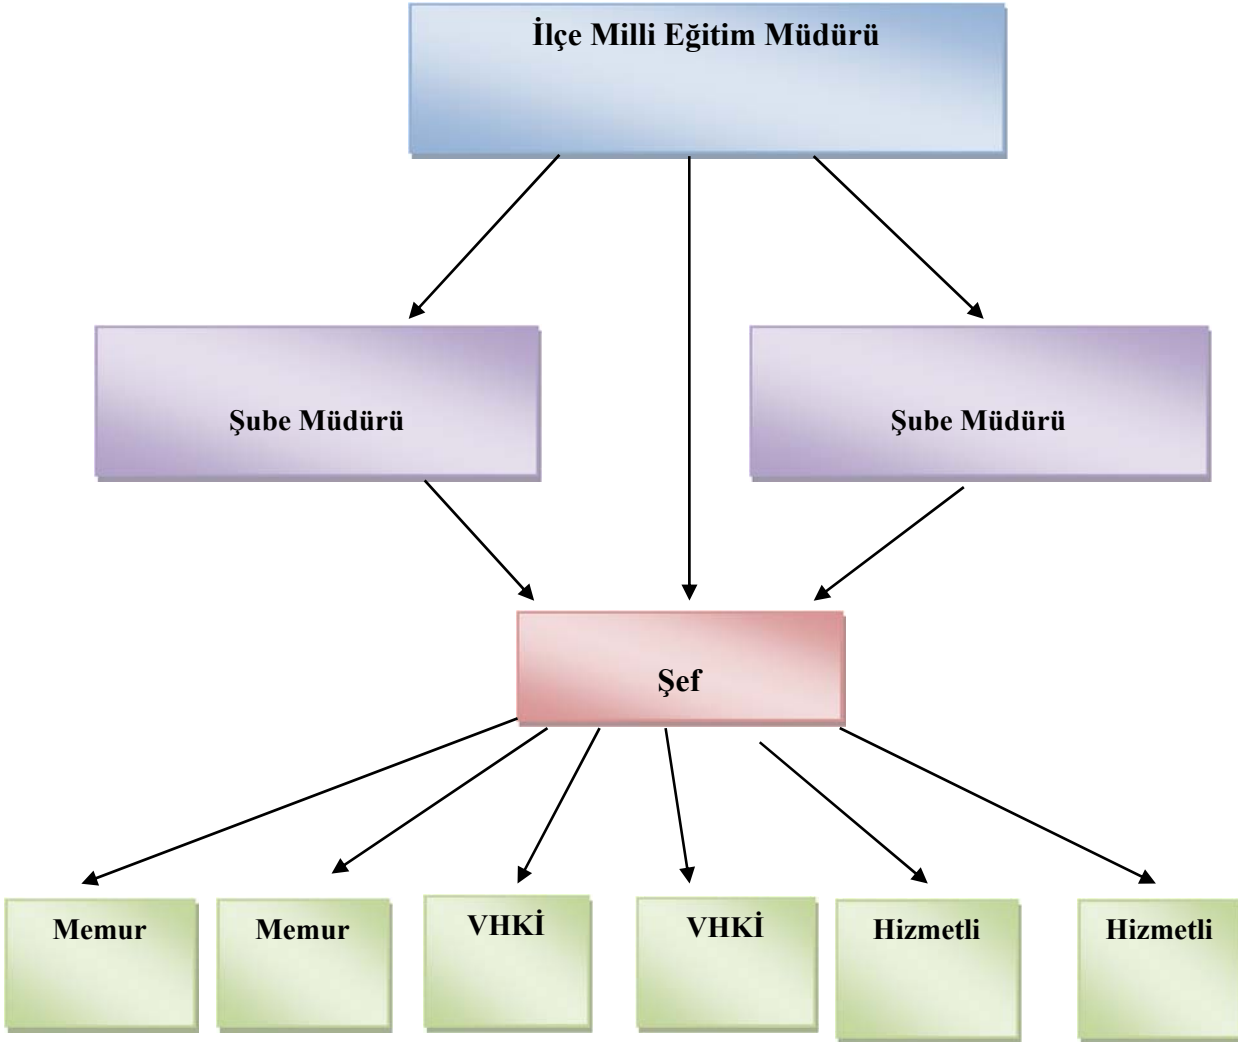 İlçe Milli Eğitim Müdürü
Şube Müdürü
Şube Müdürü
Şef
Memur
Memur
VHKİ
VHKİ
Hizmetli
Hizmetli